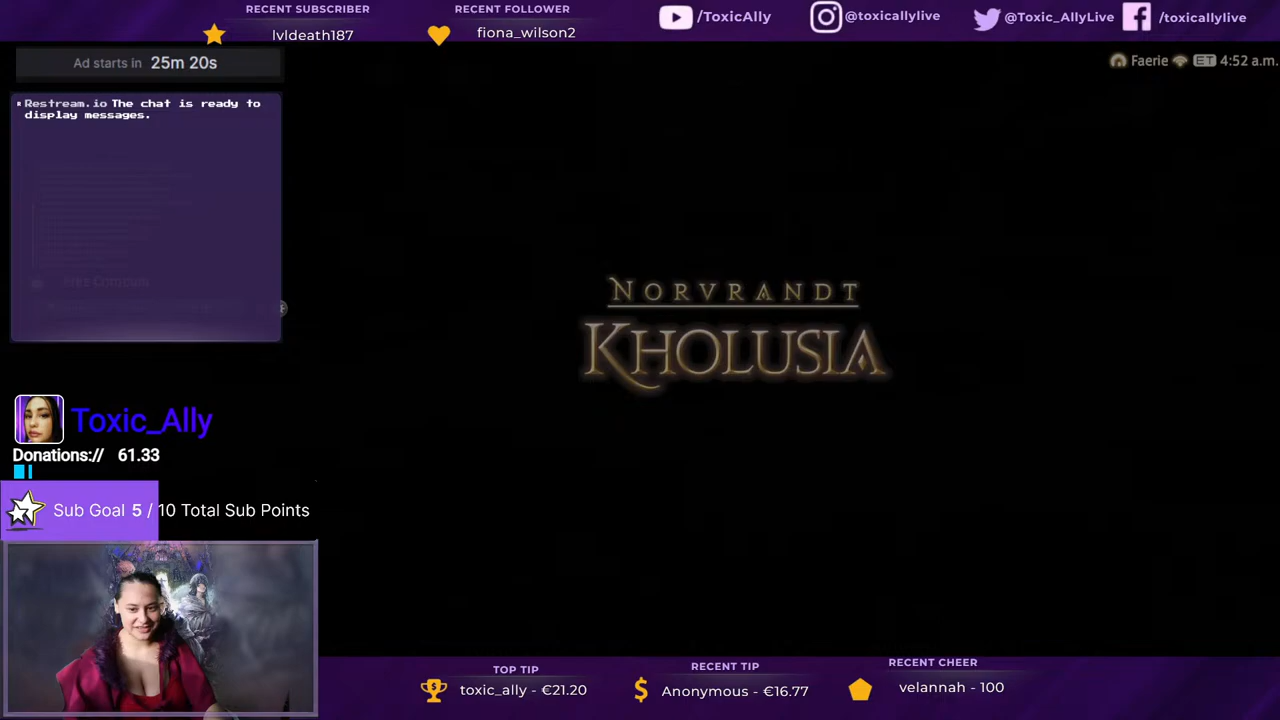 RECENT SUBSCRIBER
lvldeath187
RECENT FOLLOWER
fiona_wilson2
/ToxicAlly
@toxicallylive
@Toxic_AllyLive
/toxicallylive
Ad starts in 25m 20s
Faerie ET 4:52 a.m.
Restream.io The chat is ready to
display messages.
NORVRANDT
KHOLUSIA
Toxic_Ally
Donations:// 61.33
Sub Goal 5 / 10 Total Sub Points
TOP TIP
toxic_ally - €21.20
RECENT TIP
Anonymous - €16.77
RECENT CHEER
velannah - 100